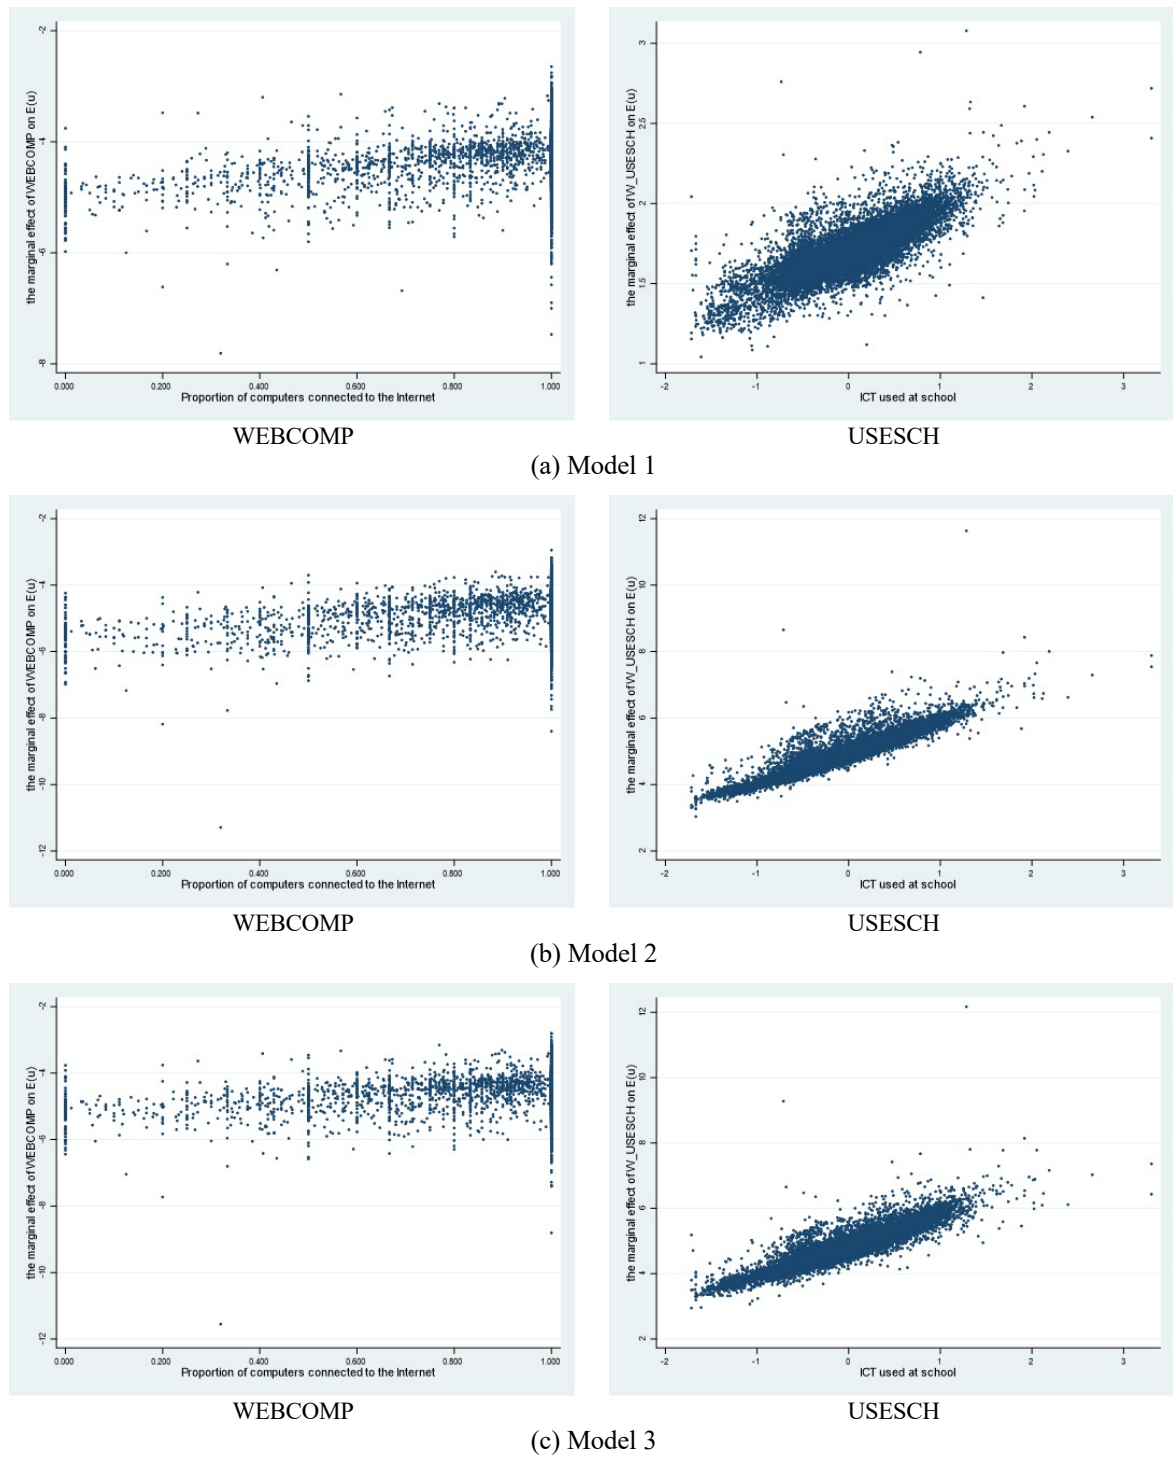 the marginal effect of WEBCOMP on E(u)
-2
-4
-6
-8
0.000 0.200 0.400 0.600 0.800 1.000
Proportion of computers connected to the Internet
the marginal effect of W_USESCH on E(u)
3
2.5
2
1.5
1
-2 -1 0 1 2 3
ICT used at school
WEBCOMP USESCH
(a) Model 1
the marginal effect of WEBCOMP on E(u)
-2
-4
-6
-8
-10
-12
0.000 0.200 0.400 0.600 0.800 1.000
Proportion of computers connected to the Internet
the marginal effect of W_USESCH on E(u)
12
10
8
6
4
2
-2 -1 0 1 2 3
ICT used at school
WEBCOMP USESCH
(b) Model 2
the marginal effect of WEBCOMP on E(u)
-2
-4
-6
-8
-10
-12
0.000 0.200 0.400 0.600 0.800 1.000
Proportion of computers connected to the Internet
the marginal effect of W_USESCH on E(u)
12
10
8
6
4
2
-2 -1 0 1 2 3
ICT used at school
WEBCOMP USESCH
(c) Model 3